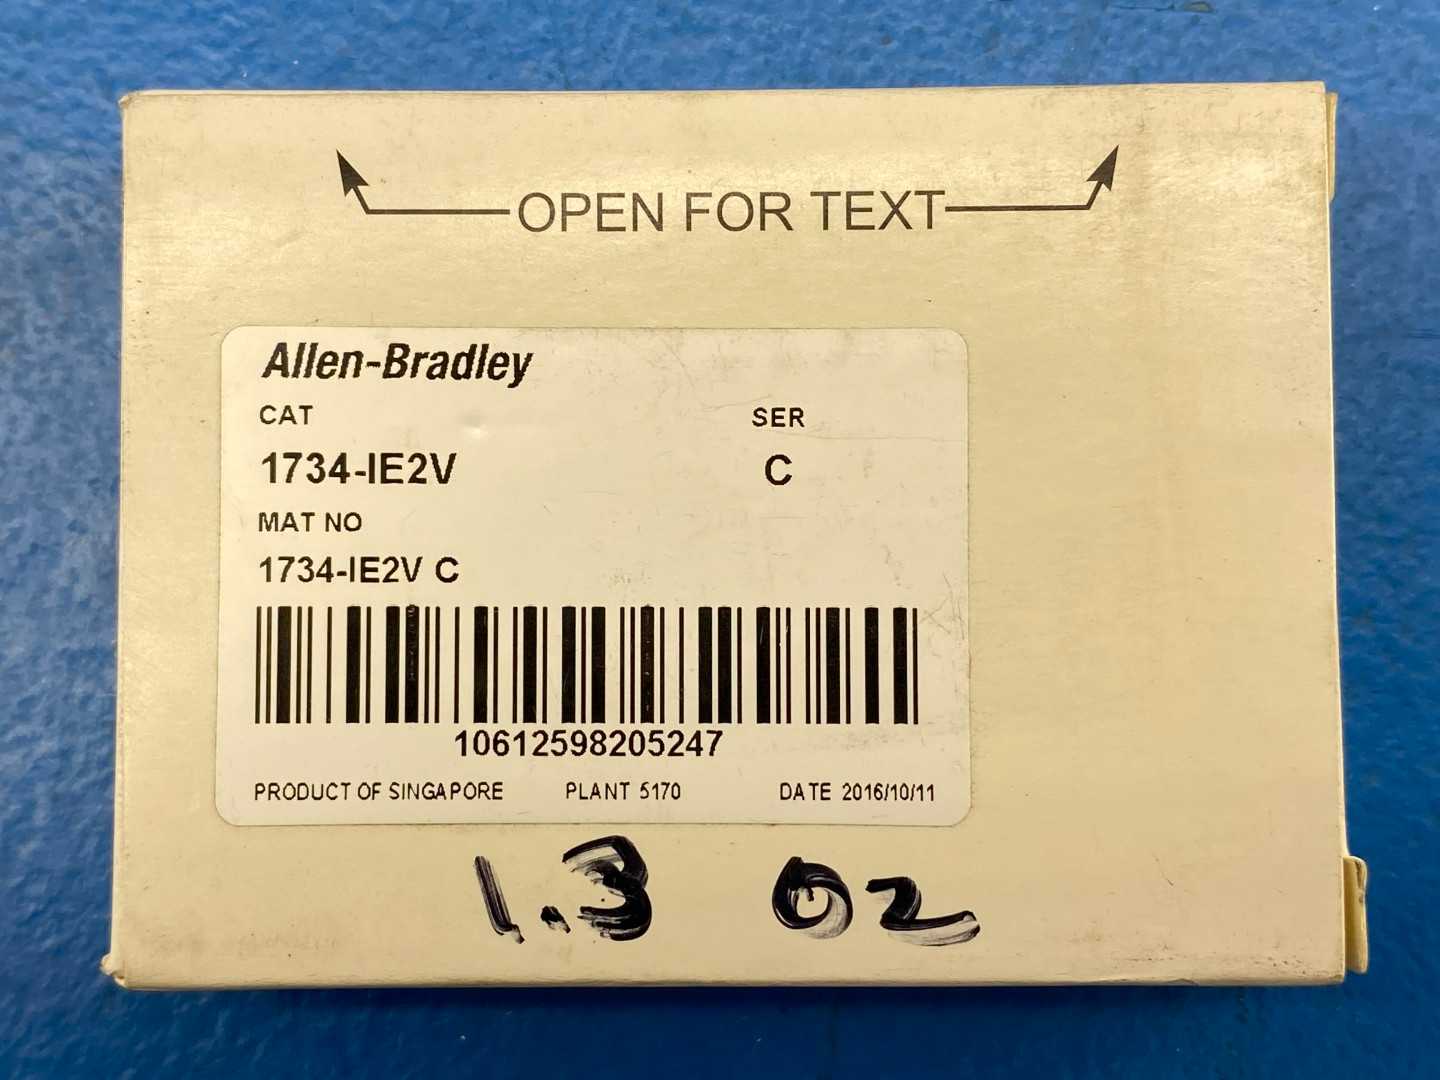 OPEN FOR TEXT
Allen-Bradley
CAT SER
1734-IE2V C
MAT NO
1734-IE2V C
10612598205247
PRODUCT OF SINGAPORE PLANT 5170 DATE 2016/10/11
1.3 oz